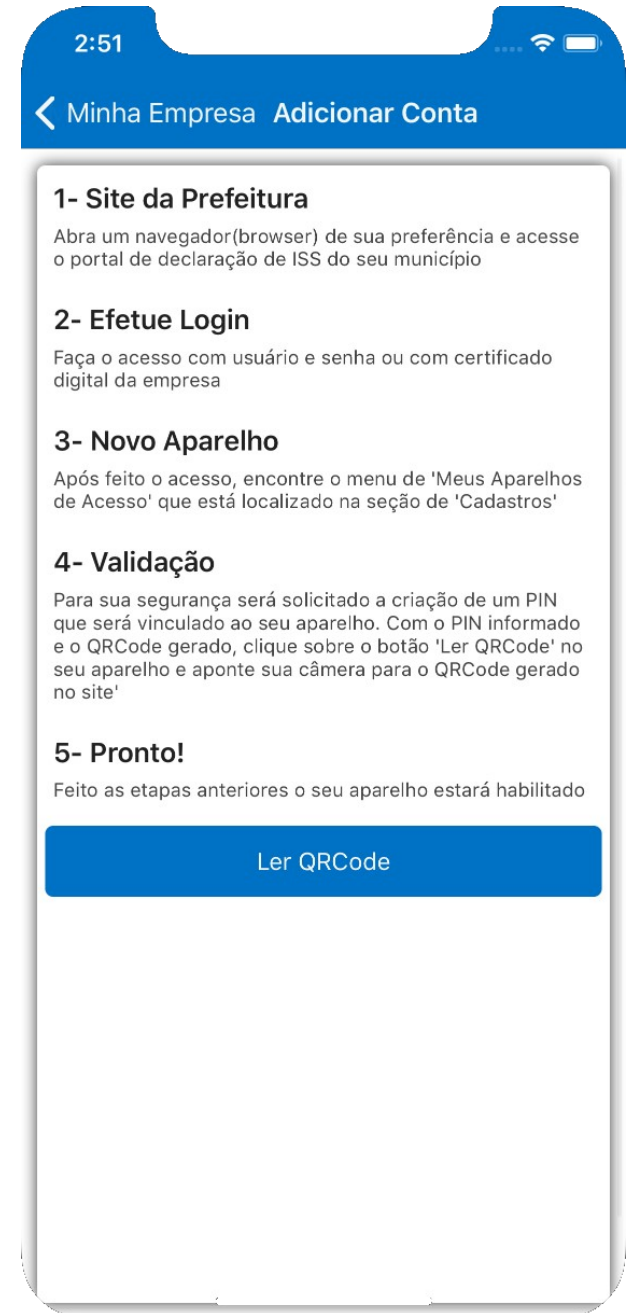 2:51
Minha Empresa Adicionar Conta
1- Site da Prefeitura
Abra um navegador(browser) de sua preferência e acesse
o portal de declaração de ISS do seu município
2- Efetue Login
Faça o acesso com usuário e senha ou com certificado
digital da empresa
3- Novo Aparelho
Após feito o acesso, encontre o menu de 'Meus Aparelhos
de Acesso' que está localizado na seção de 'Cadastros'
4- Validação
Para sua segurança será solicitado a criação de um PIN
que será vinculado ao seu aparelho. Com o PIN informado
e o QRCode gerado, clique sobre o botão 'Ler QRCode' no
seu aparelho e aponte sua câmera para o QRCode gerado
no site'
5- Pronto!
Feito as etapas anteriores o seu aparelho estará habilitado
Ler QRCode